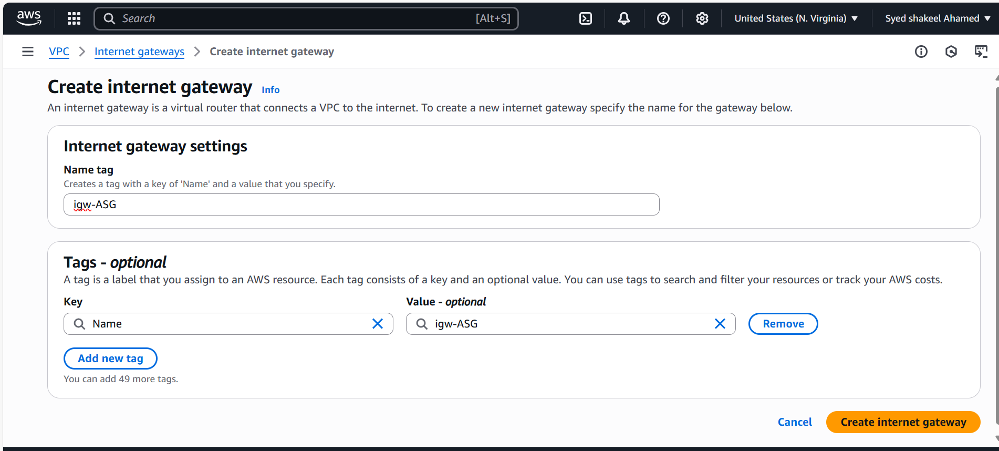 aws Search [Alt+S] United States (N. Virginia) Syed shakeel Ahamed
VPC Internet gateways Create internet gateway
Create internet gateway Info
An internet gateway is a virtual router that connects a VPC to the internet. To create a new internet gateway specify the name for the gateway below.
Internet gateway settings
Name tag
Creates a tag with a key of 'Name' and a value that you specify.
igw-ASG
Tags - optional
A tag is a label that you assign to an AWS resource. Each tag consists of a key and an optional value. You can use tags to search and filter your resources or track your AWS costs.
Key Value - optional
Name igw-ASG Remove
Add new tag
You can add 49 more tags.
Cancel Create internet gateway